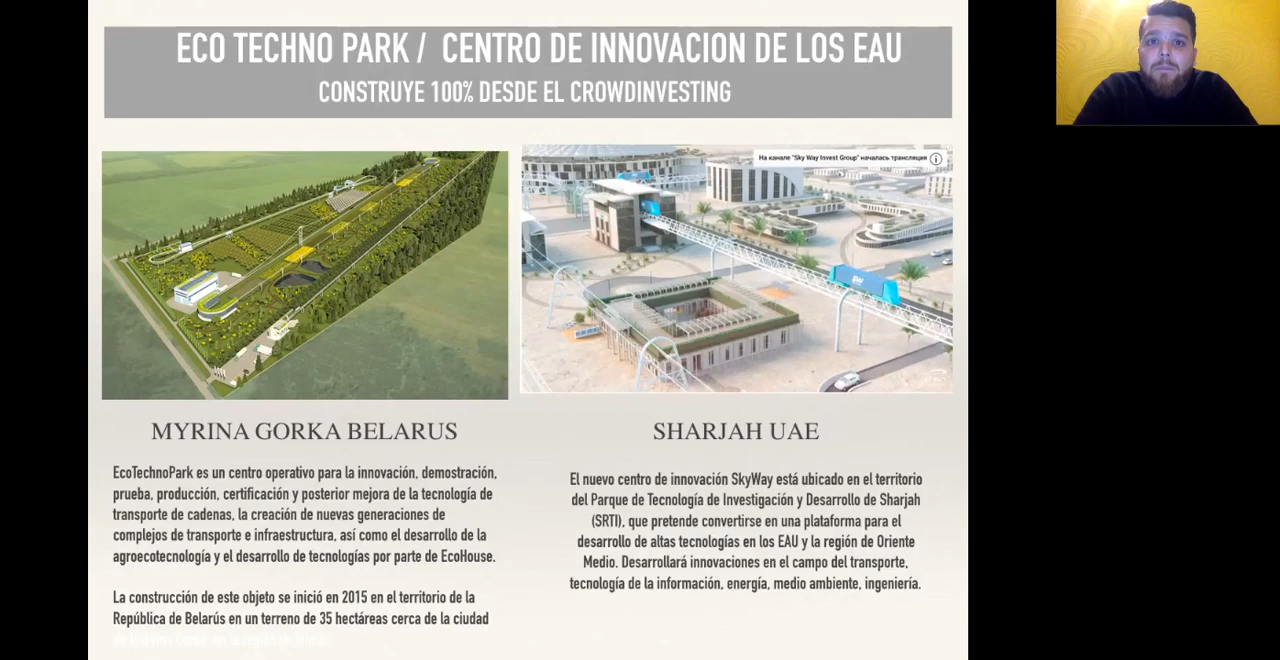 ECO TECHNO PARK / CENTRO DE INNOVACION DE LOS EAU
CONSTRUYE 100% DESDE EL CROWDINVESTING
На канале "Sky Way Invest Group" началась трансляция
MYRINA GORKA BELARUS
EcoTechnoPark es un centro operativo para la innovación, demostración,
prueba, producción, certificación y posterior mejora de la tecnología de
transporte de cadenas, la creación de nuevas generaciones de
complejos de transporte e infraestructura, así como el desarrollo de la
agroecotecnología y el desarrollo de tecnologías por parte de EcoHouse.
La construcción de este objeto se inició en 2015 en el territorio de la
República de Belarús en un terreno de 35 hectáreas cerca de la ciudad
SHARJAH UAE
El nuevo centro de innovación SkyWay está ubicado en el territorio
del Parque de Tecnología de Investigación y Desarrollo de Sharjah
(SRTI), que pretende convertirse en una plataforma para el
desarrollo de altas tecnologías en los EAU y la región de Oriente
Medio. Desarrollará innovaciones en el campo del transporte,
tecnología de la información, energía, medio ambiente, ingeniería.